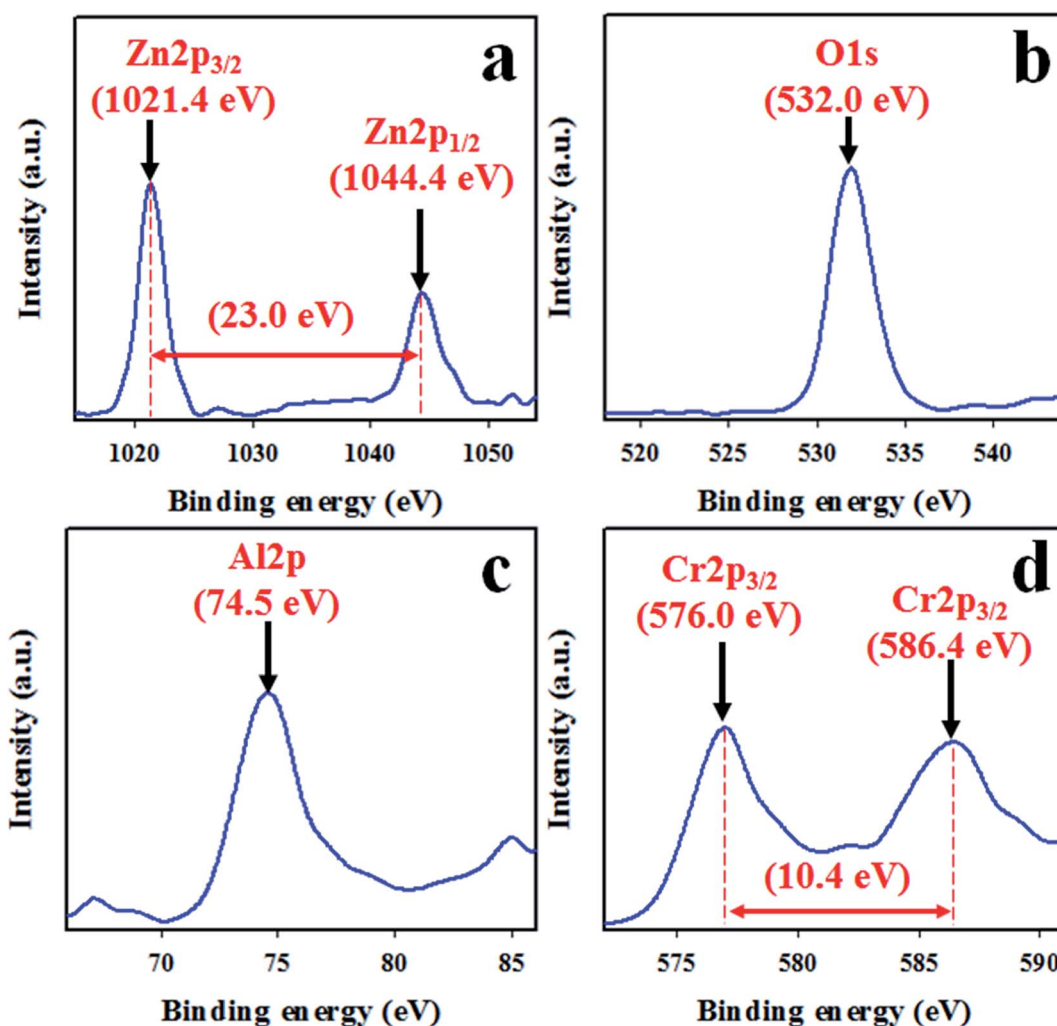 a
Zn2p3/2
(1021.4 eV)
Zn2p1/2
(1044.4 eV)
(23.0 eV)
Intensity (a.u.)
1020 1030 1040 1050
Binding energy (eV)
b
O1s
(532.0 eV)
Intensity (a.u.)
520 525 530 535 540
Binding energy (eV)
c
Al2p
(74.5 eV)
Intensity (a.u.)
70 75 80 85
Binding energy (eV)
d
Cr2p3/2
(576.0 eV)
Cr2p3/2
(586.4 eV)
(10.4 eV)
Intensity (a.u.)
575 580 585 590
Binding energy (eV)